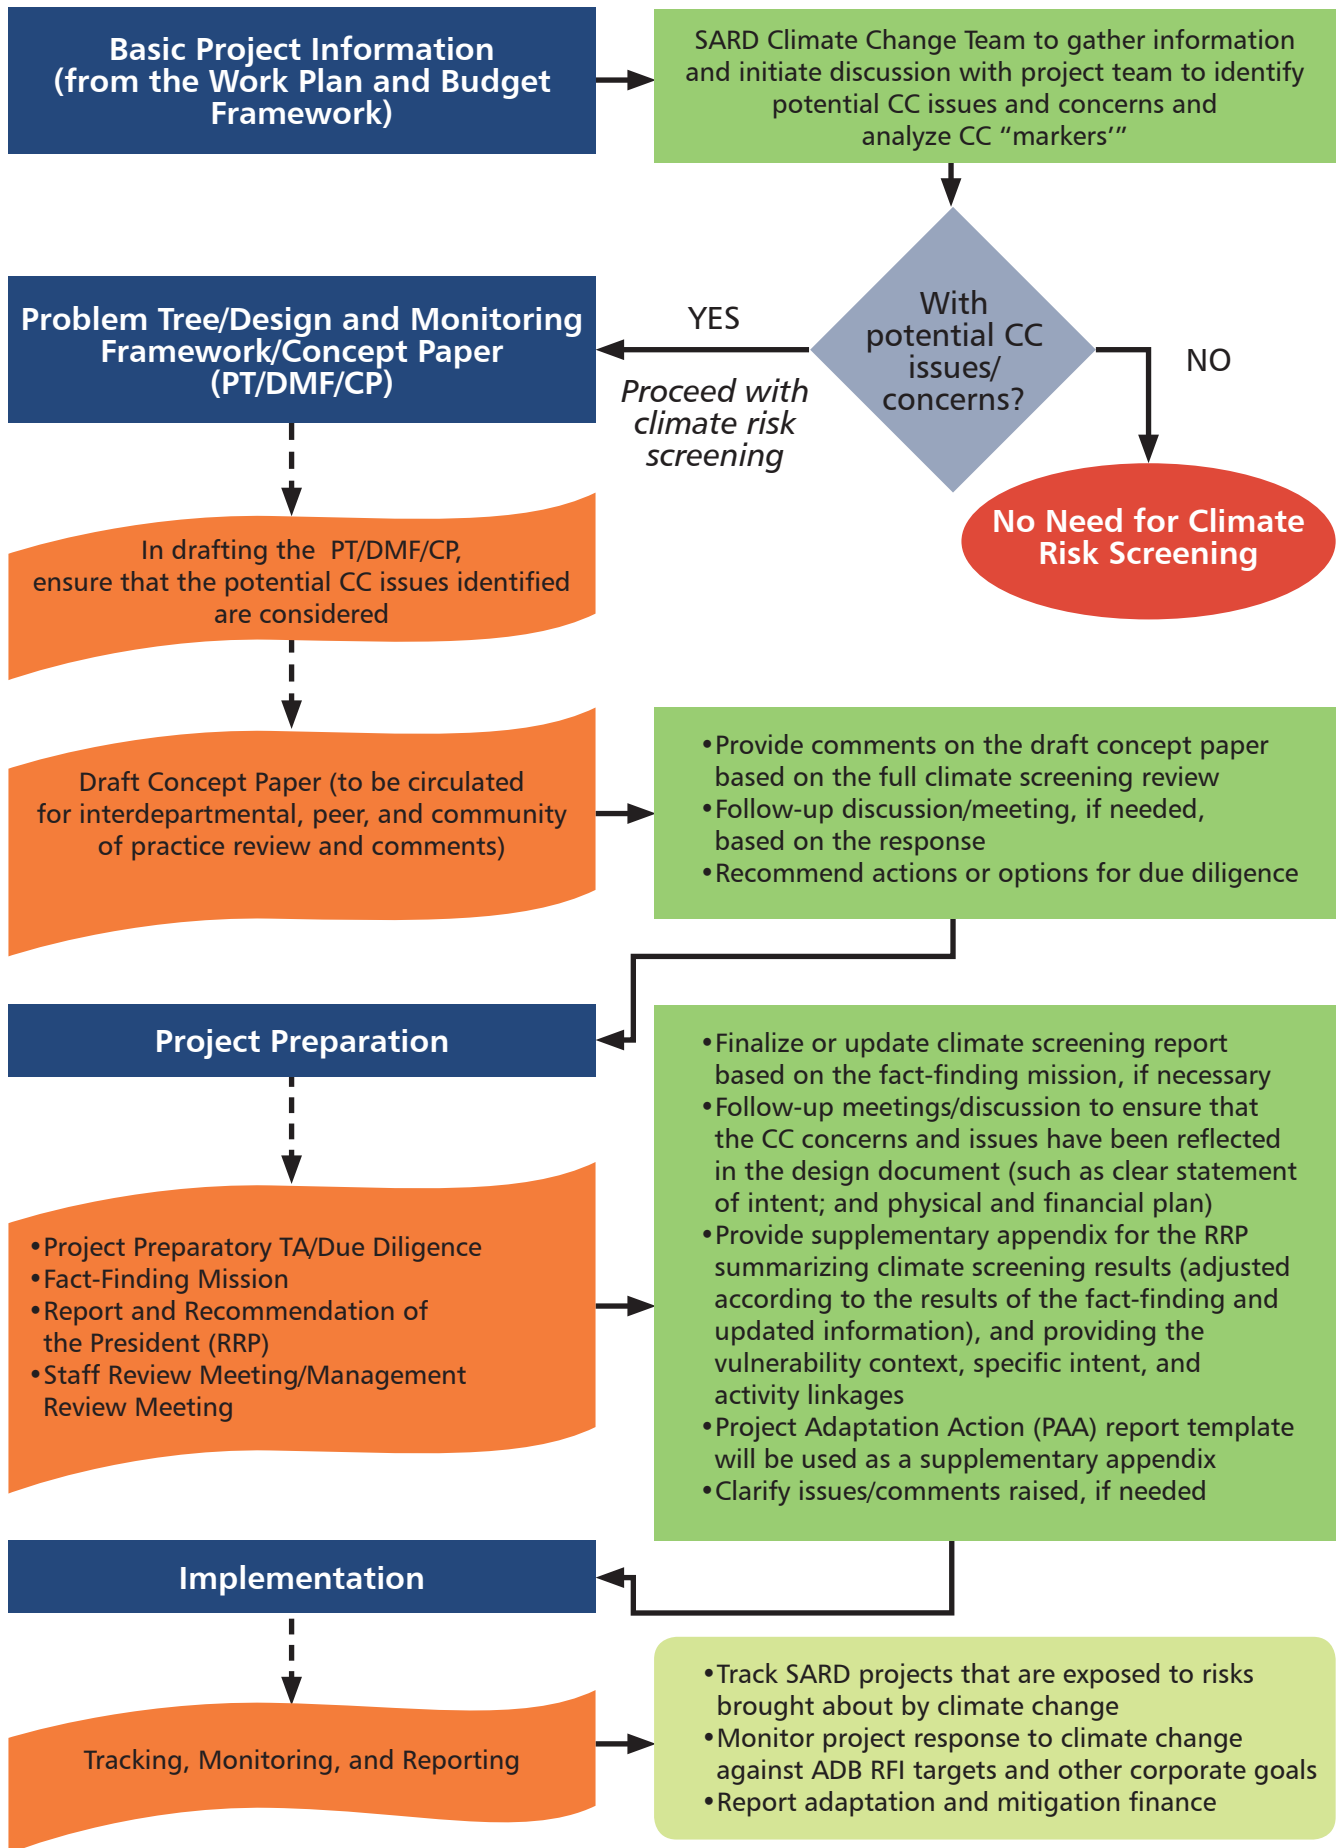 Basic Project Information
(from the Work Plan and Budget
Framework)
SARD Climate Change Team to gather information
and initiate discussion with project team to identify
potential CC issues and concerns and
analyze CC “markers’”
With
potential CC
issues/
concerns?
YES
Proceed with
climate risk
screening
NO
No Need for Climate
Risk Screening
Problem Tree/Design and Monitoring
Framework/Concept Paper
(PT/DMF/CP)
In drafting the PT/DMF/CP,
ensure that the potential CC issues identified
are considered
Draft Concept Paper (to be circulated
for interdepartmental, peer, and community
of practice review and comments)
•Provide comments on the draft concept paper
based on the full climate screening review
•Follow-up discussion/meeting, if needed,
based on the response
•Recommend actions or options for due diligence
Project Preparation
•Project Preparatory TA/Due Diligence
•Fact-Finding Mission
•Report and Recommendation of
the President (RRP)
•Staff Review Meeting/Management
Review Meeting
•Finalize or update climate screening report
based on the fact-finding mission, if necessary
•Follow-up meetings/discussion to ensure that
the CC concerns and issues have been reflected
in the design document (such as clear statement
of intent; and physical and financial plan)
•Provide supplementary appendix for the RRP
summarizing climate screening results (adjusted
according to the results of the fact-finding and
updated information), and providing the
vulnerability context, specific intent, and
activity linkages
•Project Adaptation Action (PAA) report template
will be used as a supplementary appendix
•Clarify issues/comments raised, if needed
Implementation
Tracking, Monitoring, and Reporting
•Track SARD projects that are exposed to risks
brought about by climate change
•Monitor project response to climate change
against ADB RFI targets and other corporate goals
•Report adaptation and mitigation finance